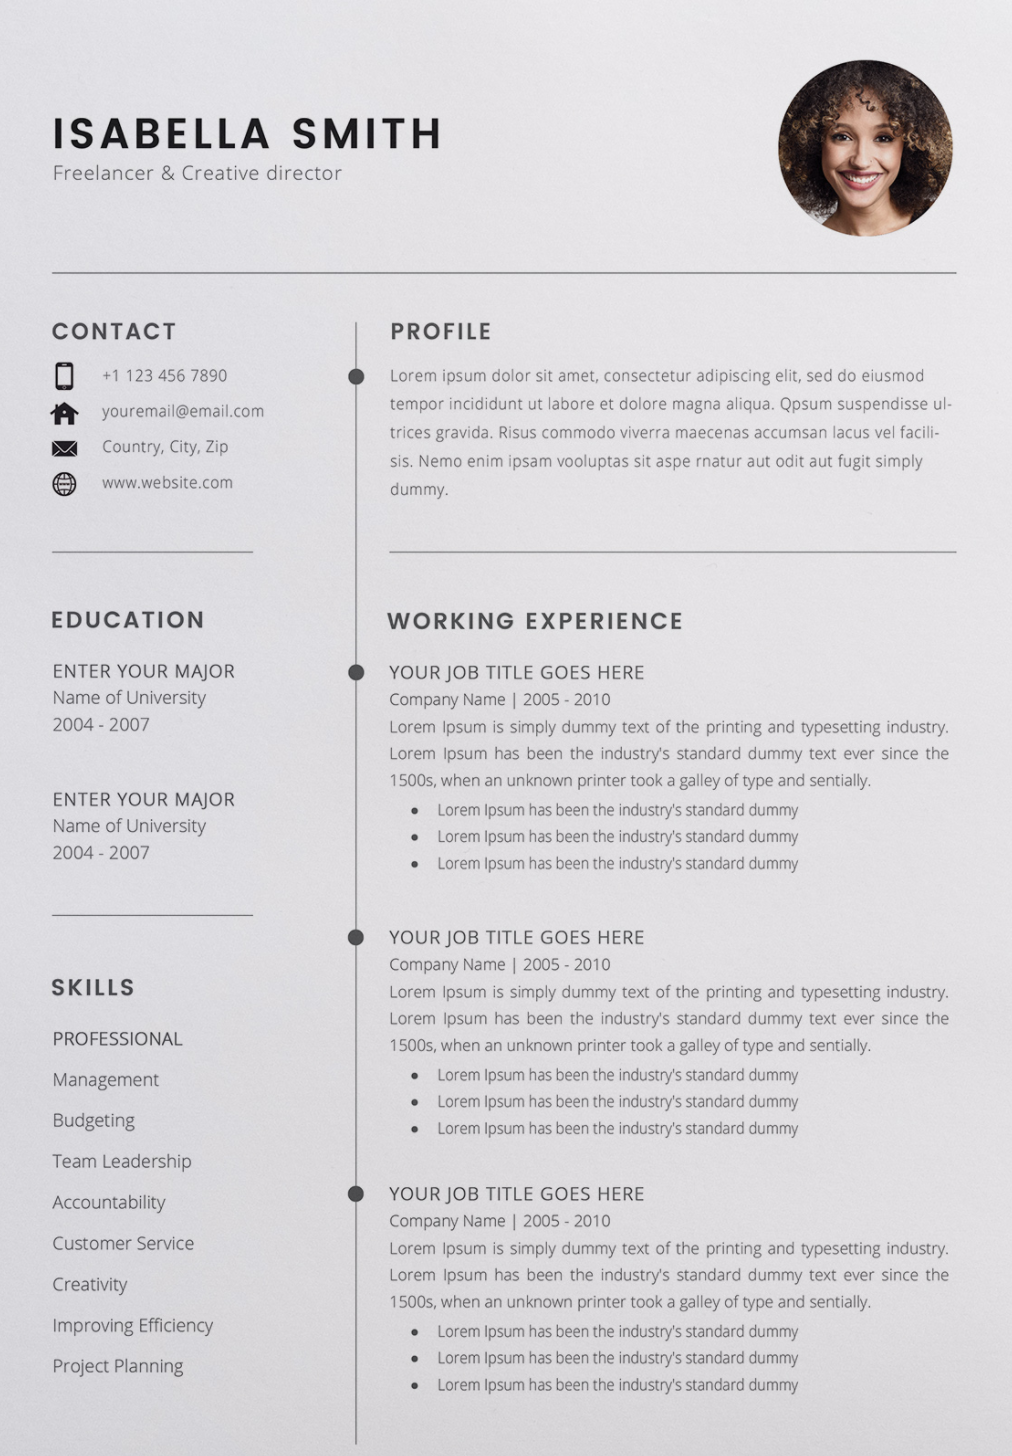 ISABELLA SMITH
Freelancer & Creative director
CONTACT
+1 123 456 7890
youremail@email.com
Country, City, Zip
www.website.com
EDUCATION
ENTER YOUR MAJOR
Name of University
2004 - 2007
ENTER YOUR MAJOR
Name of University
2004 - 2007
SKILLS
PROFESSIONAL
Management
Budgeting
Team Leadership
Accountability
Customer Service
Creativity
Improving Efficiency
Project Planning
PROFILE
Lorem ipsum dolor sit amet, consectetur adipiscing elit, sed do eiusmod
tempor incididunt ut labore et dolore magna aliqua. Qpsum suspendisse ul-
trices gravida. Risus commodo viverra maecenas accumsan lacus vel facili-
sis. Nemo enim ipsam vooluptas sit aspe rnatur aut odit aut fugit simply
dummy.
WORKING EXPERIENCE
YOUR JOB TITLE GOES HERE
Company Name | 2005 - 2010
Lorem Ipsum is simply dummy text of the printing and typesetting industry.
Lorem Ipsum has been the industry's standard dummy text ever since the
1500s, when an unknown printer took a galley of type and sentially.
• Lorem Ipsum has been the industry's standard dummy
• Lorem Ipsum has been the industry's standard dummy
• Lorem Ipsum has been the industry's standard dummy
YOUR JOB TITLE GOES HERE
Company Name | 2005 - 2010
Lorem Ipsum is simply dummy text of the printing and typesetting industry.
Lorem Ipsum has been the industry's standard dummy text ever since the
1500s, when an unknown printer took a galley of type and sentially.
• Lorem Ipsum has been the industry's standard dummy
• Lorem Ipsum has been the industry's standard dummy
• Lorem Ipsum has been the industry's standard dummy
YOUR JOB TITLE GOES HERE
Company Name | 2005 - 2010
Lorem Ipsum is simply dummy text of the printing and typesetting industry.
Lorem Ipsum has been the industry's standard dummy text ever since the
1500s, when an unknown printer took a galley of type and sentially.
• Lorem Ipsum has been the industry's standard dummy
• Lorem Ipsum has been the industry's standard dummy
• Lorem Ipsum has been the industry's standard dummy